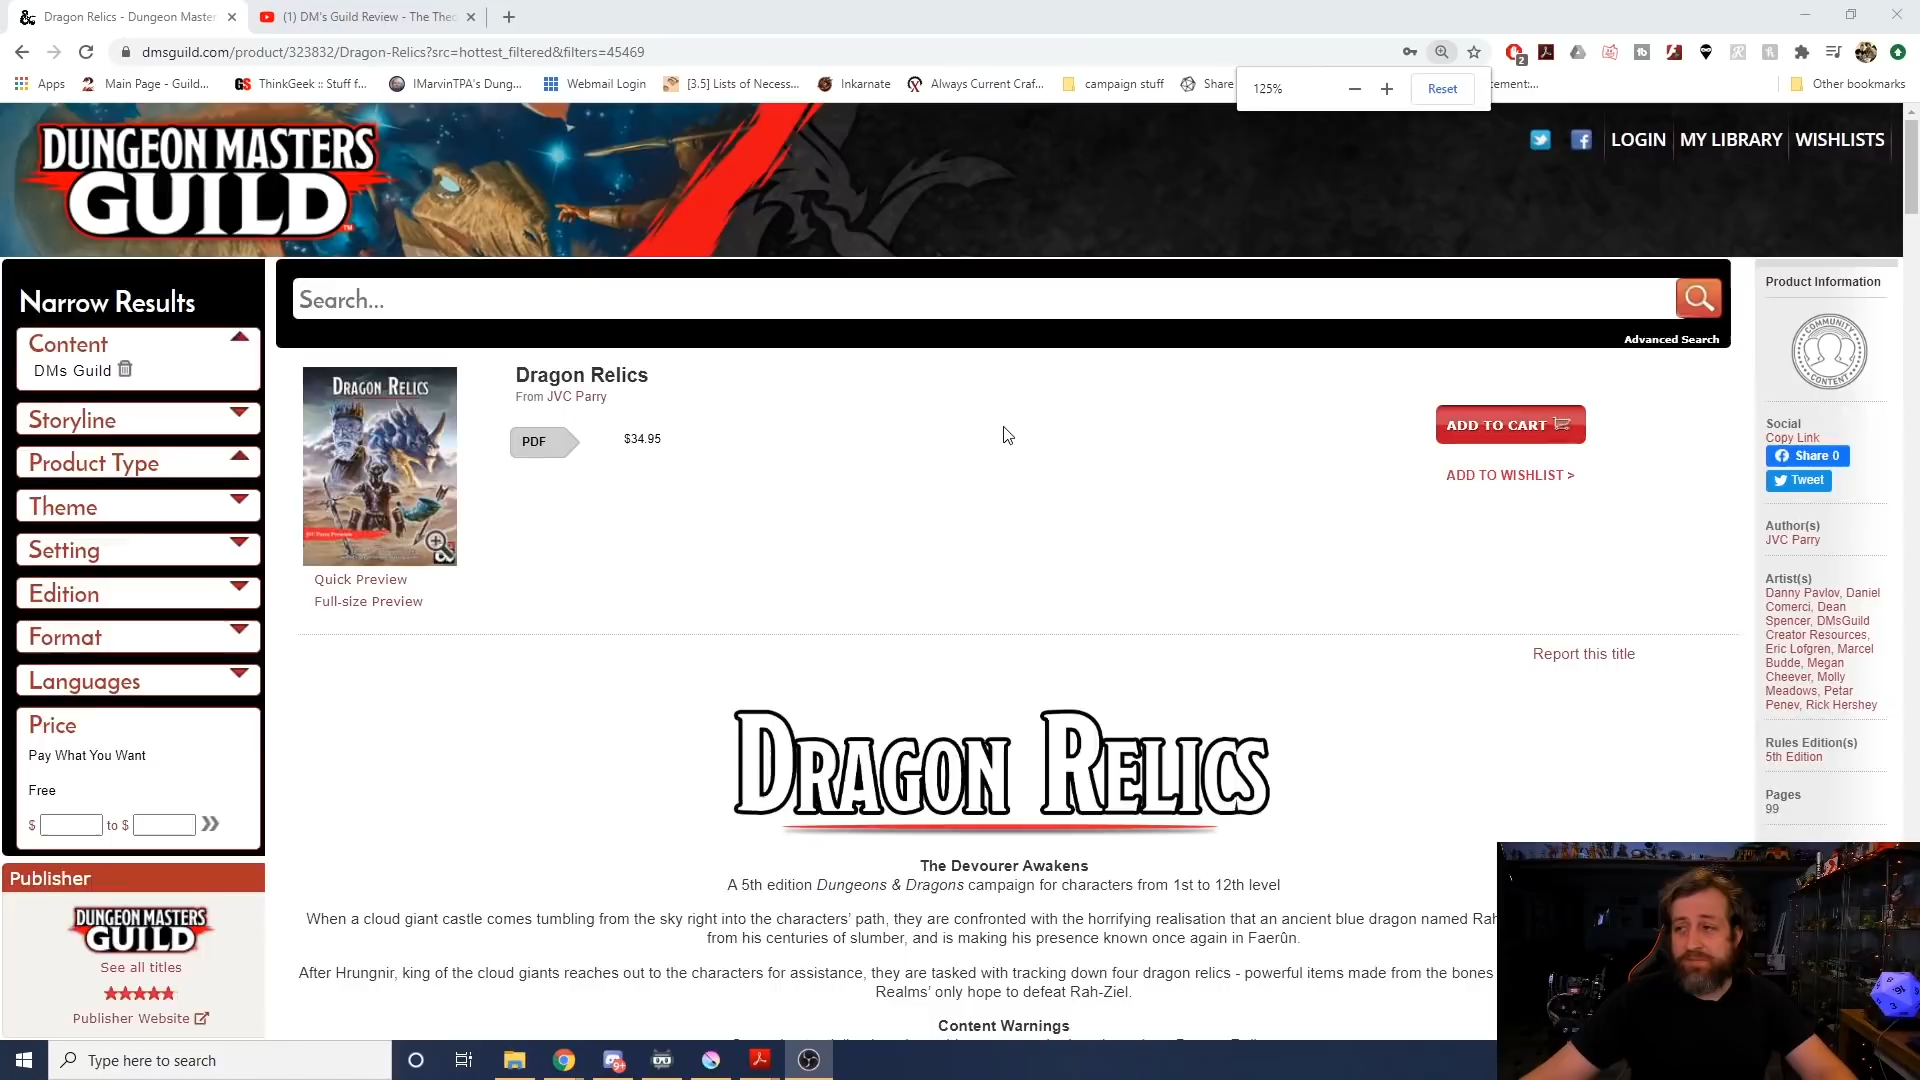 Dragon Relics - Dungeon Master
(1) DM's Guild Review - The Theo
dmsguild.com/product/323832/Dragon-Relics?src=hottest_filtered&filters=45469
2
Apps
Main Page - Guild...
GS
ThinkGeek :: Stuff f...
IMarvinTPA's Dung...
Webmail Login
[3.5] Lists of Necess...
Inkarnate
Always Current Craf...
campaign stuff
Share
ement:...
Other bookmarks
125%
Reset
DUNGEON MASTERS
GUILD
LOGIN
MY LIBRARY
WISHLISTS
Narrow Results
Content
DMs Guild
Storyline
Product Type
Theme
Setting
Edition
Format
Languages
Price
Pay What You Want
Free
$
to $
Publisher
DUNGEON MASTERS
GUILD
See all titles
Publisher Website
Search...
Advanced Search
DRAGON RELICS
Quick Preview
Full-size Preview
Dragon Relics
From JVC Parry
PDF
$34.95
ADD TO CART
ADD TO WISHLIST >
Report this title
DRAGON RELICS
The Devourer Awakens
A 5th edition Dungeons & Dragons campaign for characters from 1st to 12th level
When a cloud giant castle comes tumbling from the sky right into the characters' path, they are confronted with the horrifying realisation that an ancient blue dragon named Rah
from his centuries of slumber, and is making his presence known once again in Faerûn.
After Hrungnir, king of the cloud giants reaches out to the characters for assistance, they are tasked with tracking down four dragon relics - powerful items made from the bones
Realms' only hope to defeat Rah-Ziel.
Content Warnings
Product Information
COMMUNITY
CONTENT
Social
Copy Link
Share 0
Tweet
Author(s)
JVC Parry
Artist(s)
Danny Pavlov, Daniel
Comerci, Dean
Spencer, DMsGuild
Creator Resources,
Eric Lofgren, Marcel
Budde, Megan
Cheever, Molly
Meadows, Petar
Penev, Rick Hershey
Rules Edition(s)
5th Edition
Pages
99
Type here to search
9+